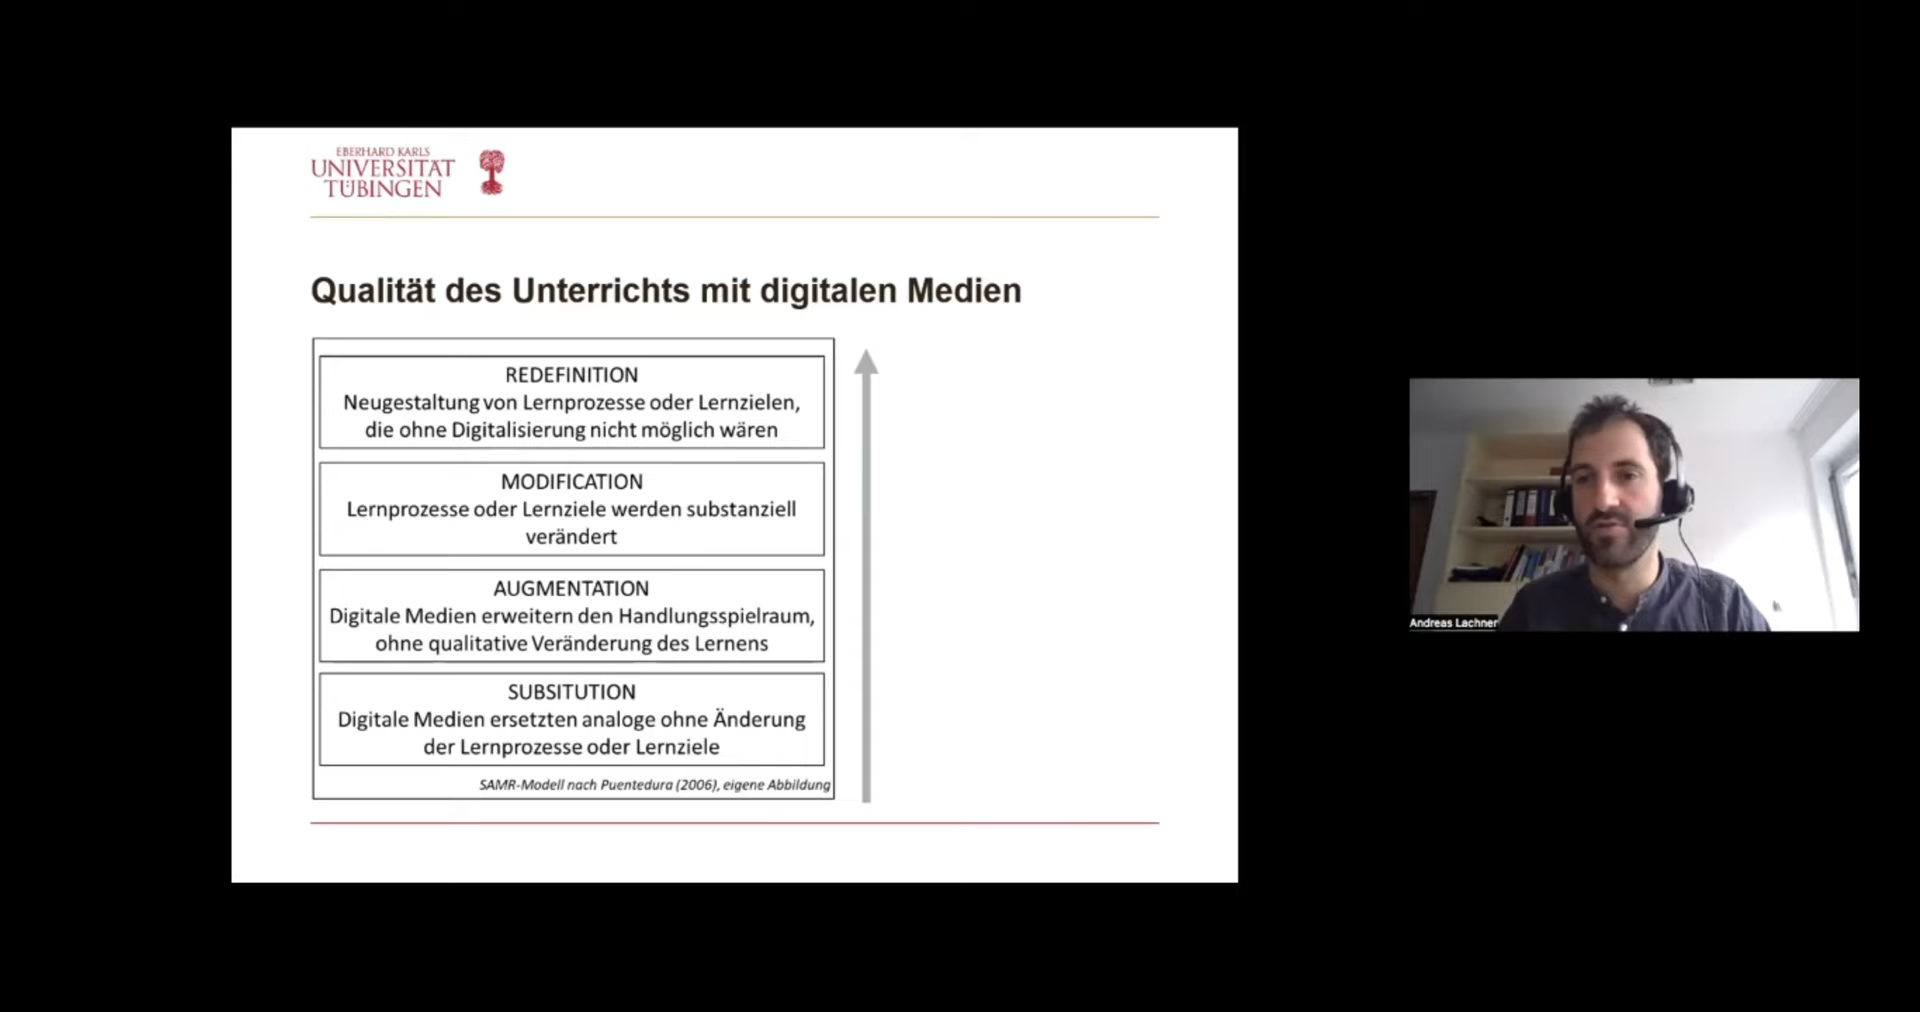 EBERHARD KARLS
UNIVERSITÄT
TÜBINGEN
Qualität des Unterrichts mit digitalen Medien
REDEFINITION
Neugestaltung von Lernprozesse oder Lernzielen,
die ohne Digitalisierung nicht möglich wären
MODIFICATION
Lernprozesse oder Lernziele werden substanziell
verändert
AUGMENTATION
Digitale Medien erweitern den Handlungsspielraum,
ohne qualitative Veränderung des Lernens
SUBSITUTION
Digitale Medien ersetzten analoge ohne Änderung
der Lernprozesse oder Lernziele
SAMR-Modell nach Puentedura (2006), eigene Abbildung
Andreas Lachner